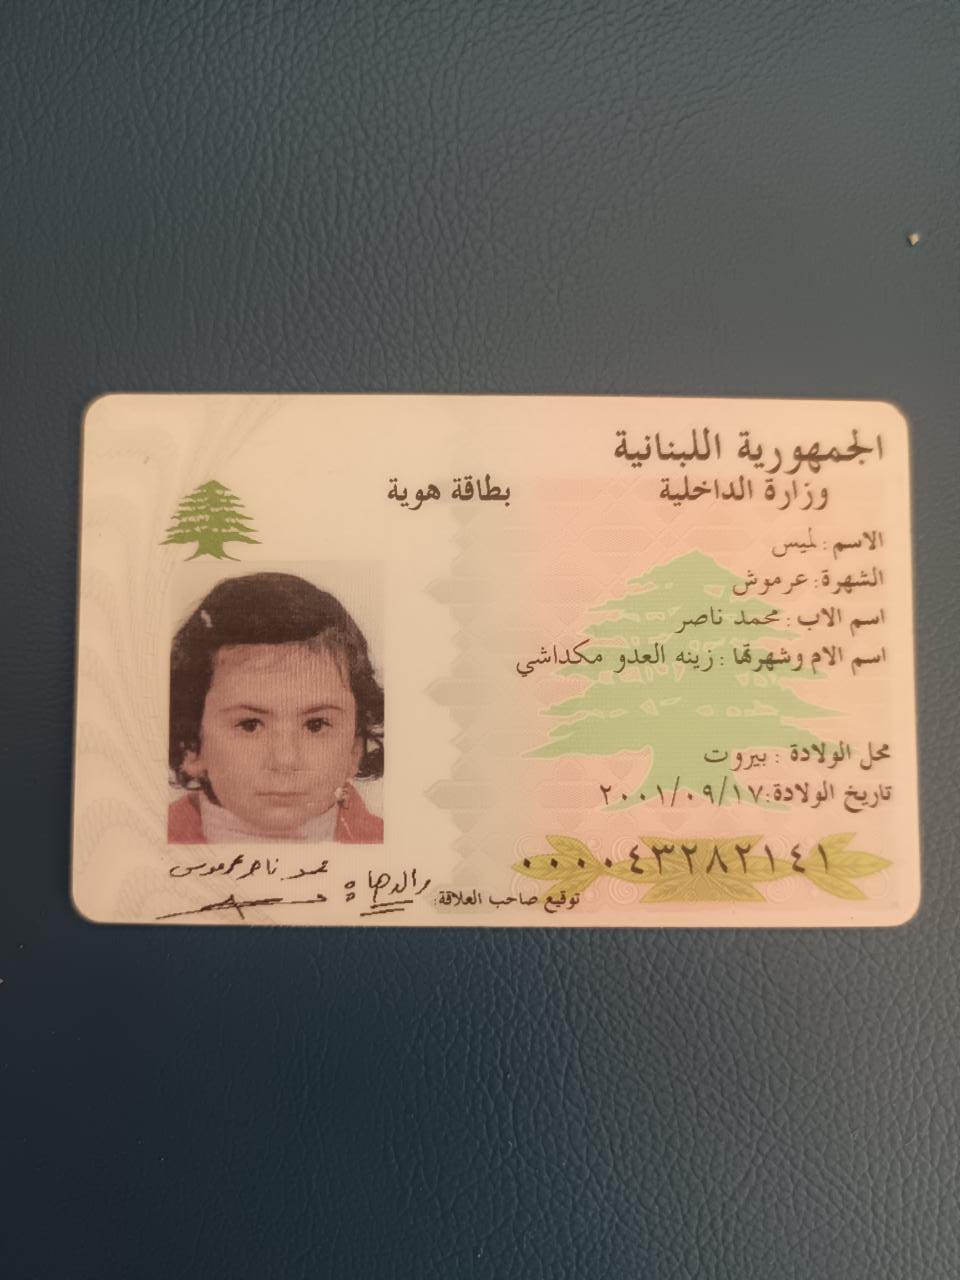 الجمهورية اللبنانية
وزارة الداخلية
بطاقة هوية
الاسم: لميس
الشهرة: عرموش
اسم الاب: محمد ناصر
اسم الام وشهرتها: زينه العدو مكداشي
محل الولادة: بيروت
تاريخ الولادة: ٢٠٠١/٠٩/١٧
٠٠٠٠٤٣٢٨٢١٤١
توقيع صاحب العلاقة:
والدها:
محمد ناصر عرموش